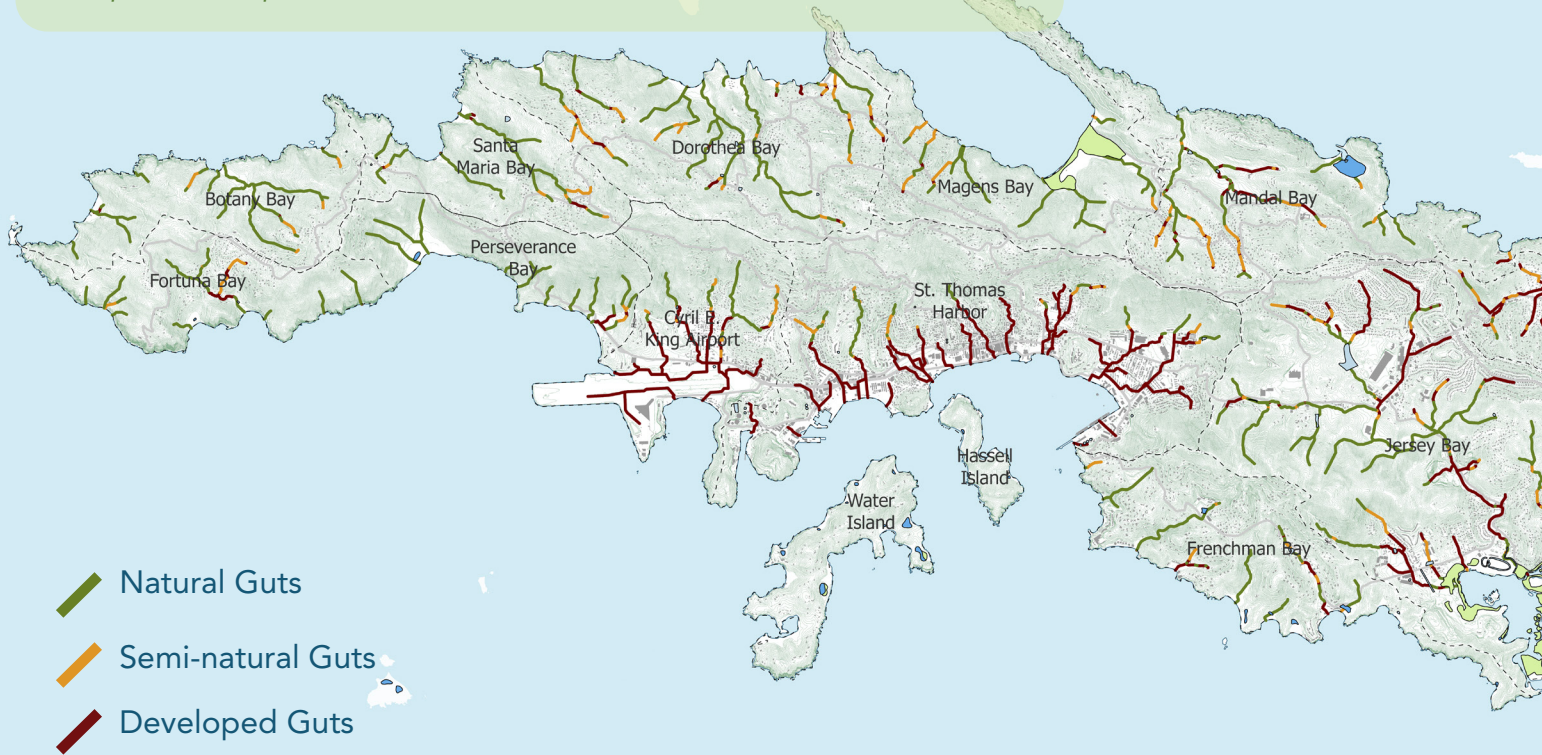 Santa
Maria Bay
Dorothea Bay
Botany Bay
Magens Bay
Mandal Bay
Perseverance
Bay
Fortuna Bay
St. Thomas
Harbor
Cyril E.
King Airport
Jersey Bay
Hassell
Island
Water
Island
Frenchman Bay
Natural Guts
Semi-natural Guts
Developed Guts